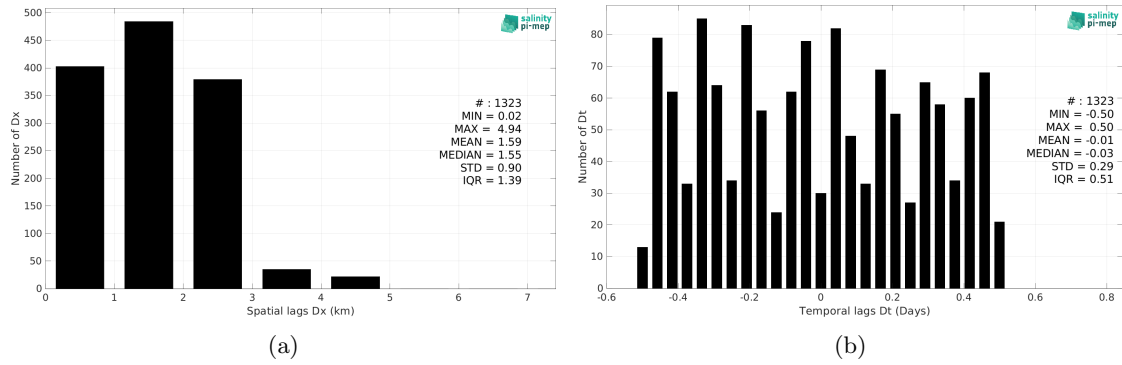 500
450
400
350
300
250
200
150
100
50
0
Number of Dx
salinity
pi-mep
# : 1323
MIN = 0.02
MAX = 4.94
MEAN = 1.59
MEDIAN = 1.55
STD = 0.90
IQR = 1.39
0 1 2 3 4 5 6 7
Spatial lags Dx (km)
(a)
80
70
60
50
40
30
20
10
0
Number of Dt
salinity
pi-mep
# : 1323
MIN = -0.50
MAX = 0.50
MEAN = -0.01
MEDIAN = -0.03
STD = 0.29
IQR = 0.51
-0.6 -0.4 -0.2 0 0.2 0.4 0.6 0.8
Temporal lags Dt (Days)
(b)